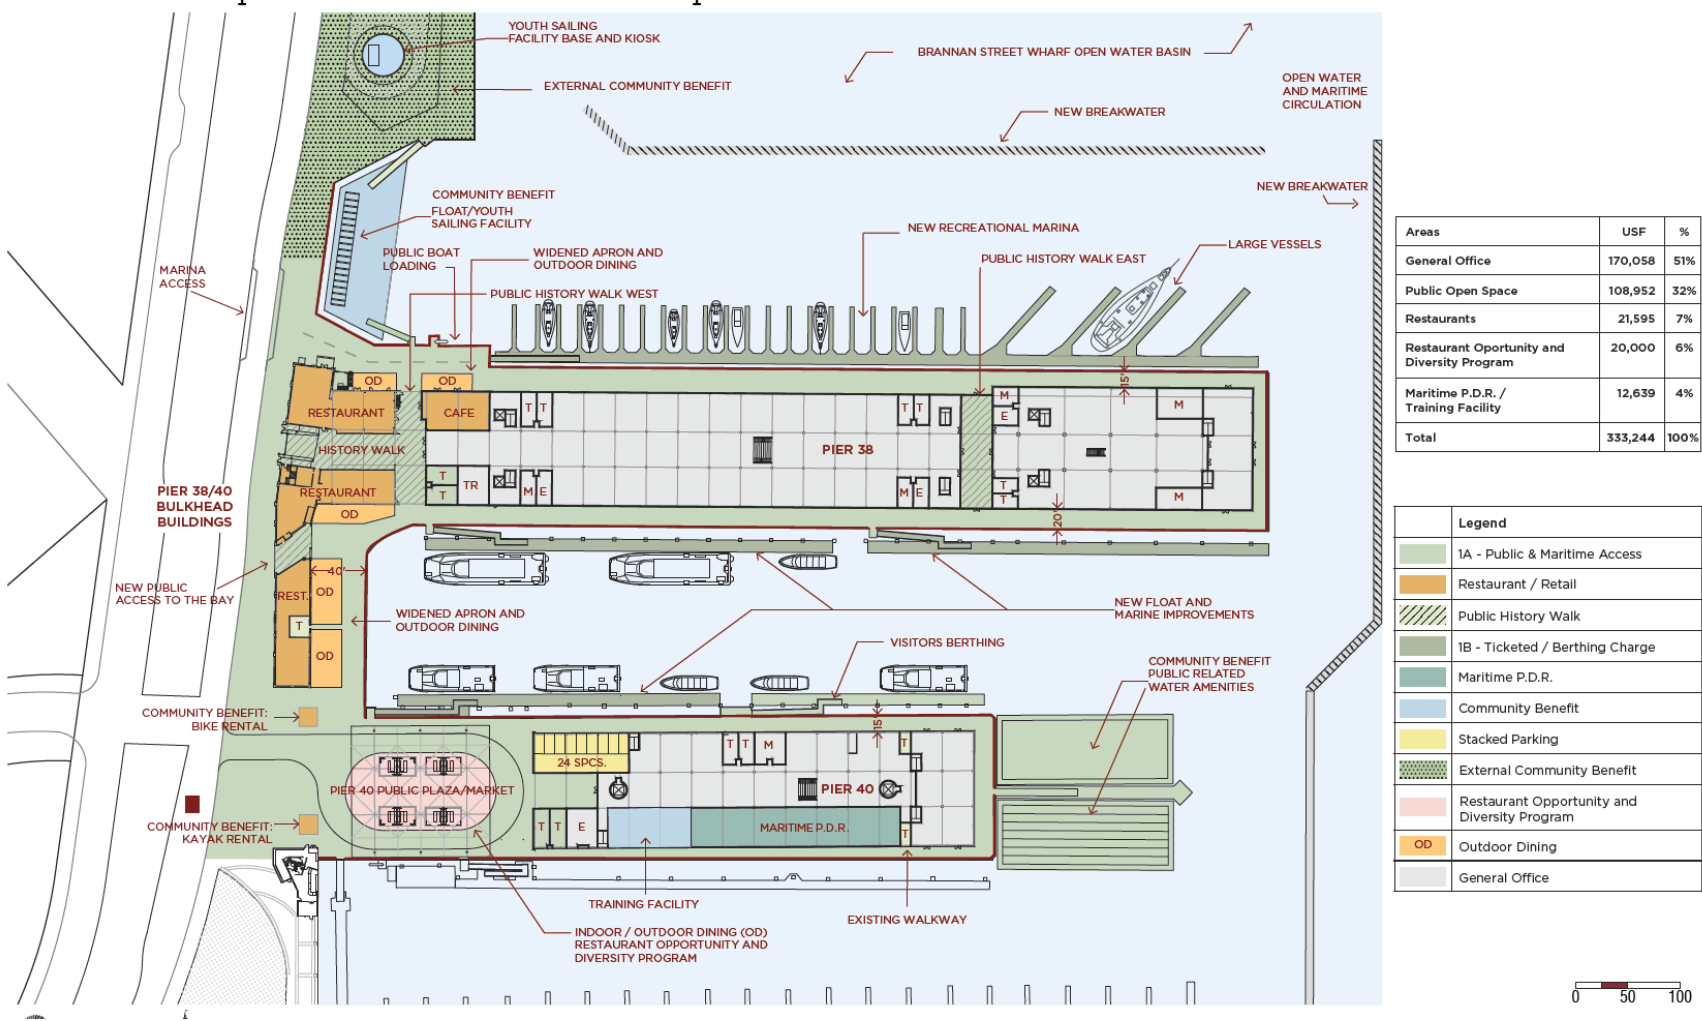 YOUTH SAILING
FACILITY BASE AND KIOSK
BRANNAN STREET WHARF OPEN WATER BASIN
EXTERNAL COMMUNITY BENEFIT
OPEN WATER
AND MARITIME
CIRCULATION
NEW BREAKWATER
NEW BREAKWATER
COMMUNITY BENEFIT
FLOAT/YOUTH
SAILING FACILITY
NEW RECREATIONAL MARINA
LARGE VESSELS
PUBLIC BOAT
LOADING
WIDENED APRON AND
OUTDOOR DINING
PUBLIC HISTORY WALK EAST
MARINA
ACCESS
PUBLIC HISTORY WALK WEST
15'
OD
OD
RESTAURANT
CAFE
T T
T T
M
E
M
HISTORY WALK
PIER 38
T
T
TR
M E
M E
T
T
M
RESTAURANT
OD
PIER 38/40
BULKHEAD
BUILDINGS
20'
40'
NEW PUBLIC
ACCESS TO THE BAY
REST.
OD
T
OD
WIDENED APRON AND
OUTDOOR DINING
NEW FLOAT AND
MARINE IMPROVEMENTS
VISITORS BERTHING
COMMUNITY BENEFIT
PUBLIC RELATED
WATER AMENITIES
COMMUNITY BENEFIT:
BIKE RENTAL
15'
24 SPCS.
T T M
T
PIER 40 PUBLIC PLAZA/MARKET
PIER 40
COMMUNITY BENEFIT:
KAYAK RENTAL
T T E
MARITIME P.D.R.
T
TRAINING FACILITY
EXISTING WALKWAY
INDOOR / OUTDOOR DINING (OD)
RESTAURANT OPPORTUNITY AND
DIVERSITY PROGRAM
Areas USF %
General Office 170,058 51%
Public Open Space 108,952 32%
Restaurants 21,595 7%
Restaurant Oportunity and
Diversity Program 20,000 6%
Maritime P.D.R. /
Training Facility 12,639 4%
Total 333,244 100%
Legend
1A - Public & Maritime Access
Restaurant / Retail
Public History Walk
1B - Ticketed / Berthing Charge
Maritime P.D.R.
Community Benefit
Stacked Parking
External Community Benefit
Restaurant Opportunity and
Diversity Program
OD Outdoor Dining
General Office
0 50 100